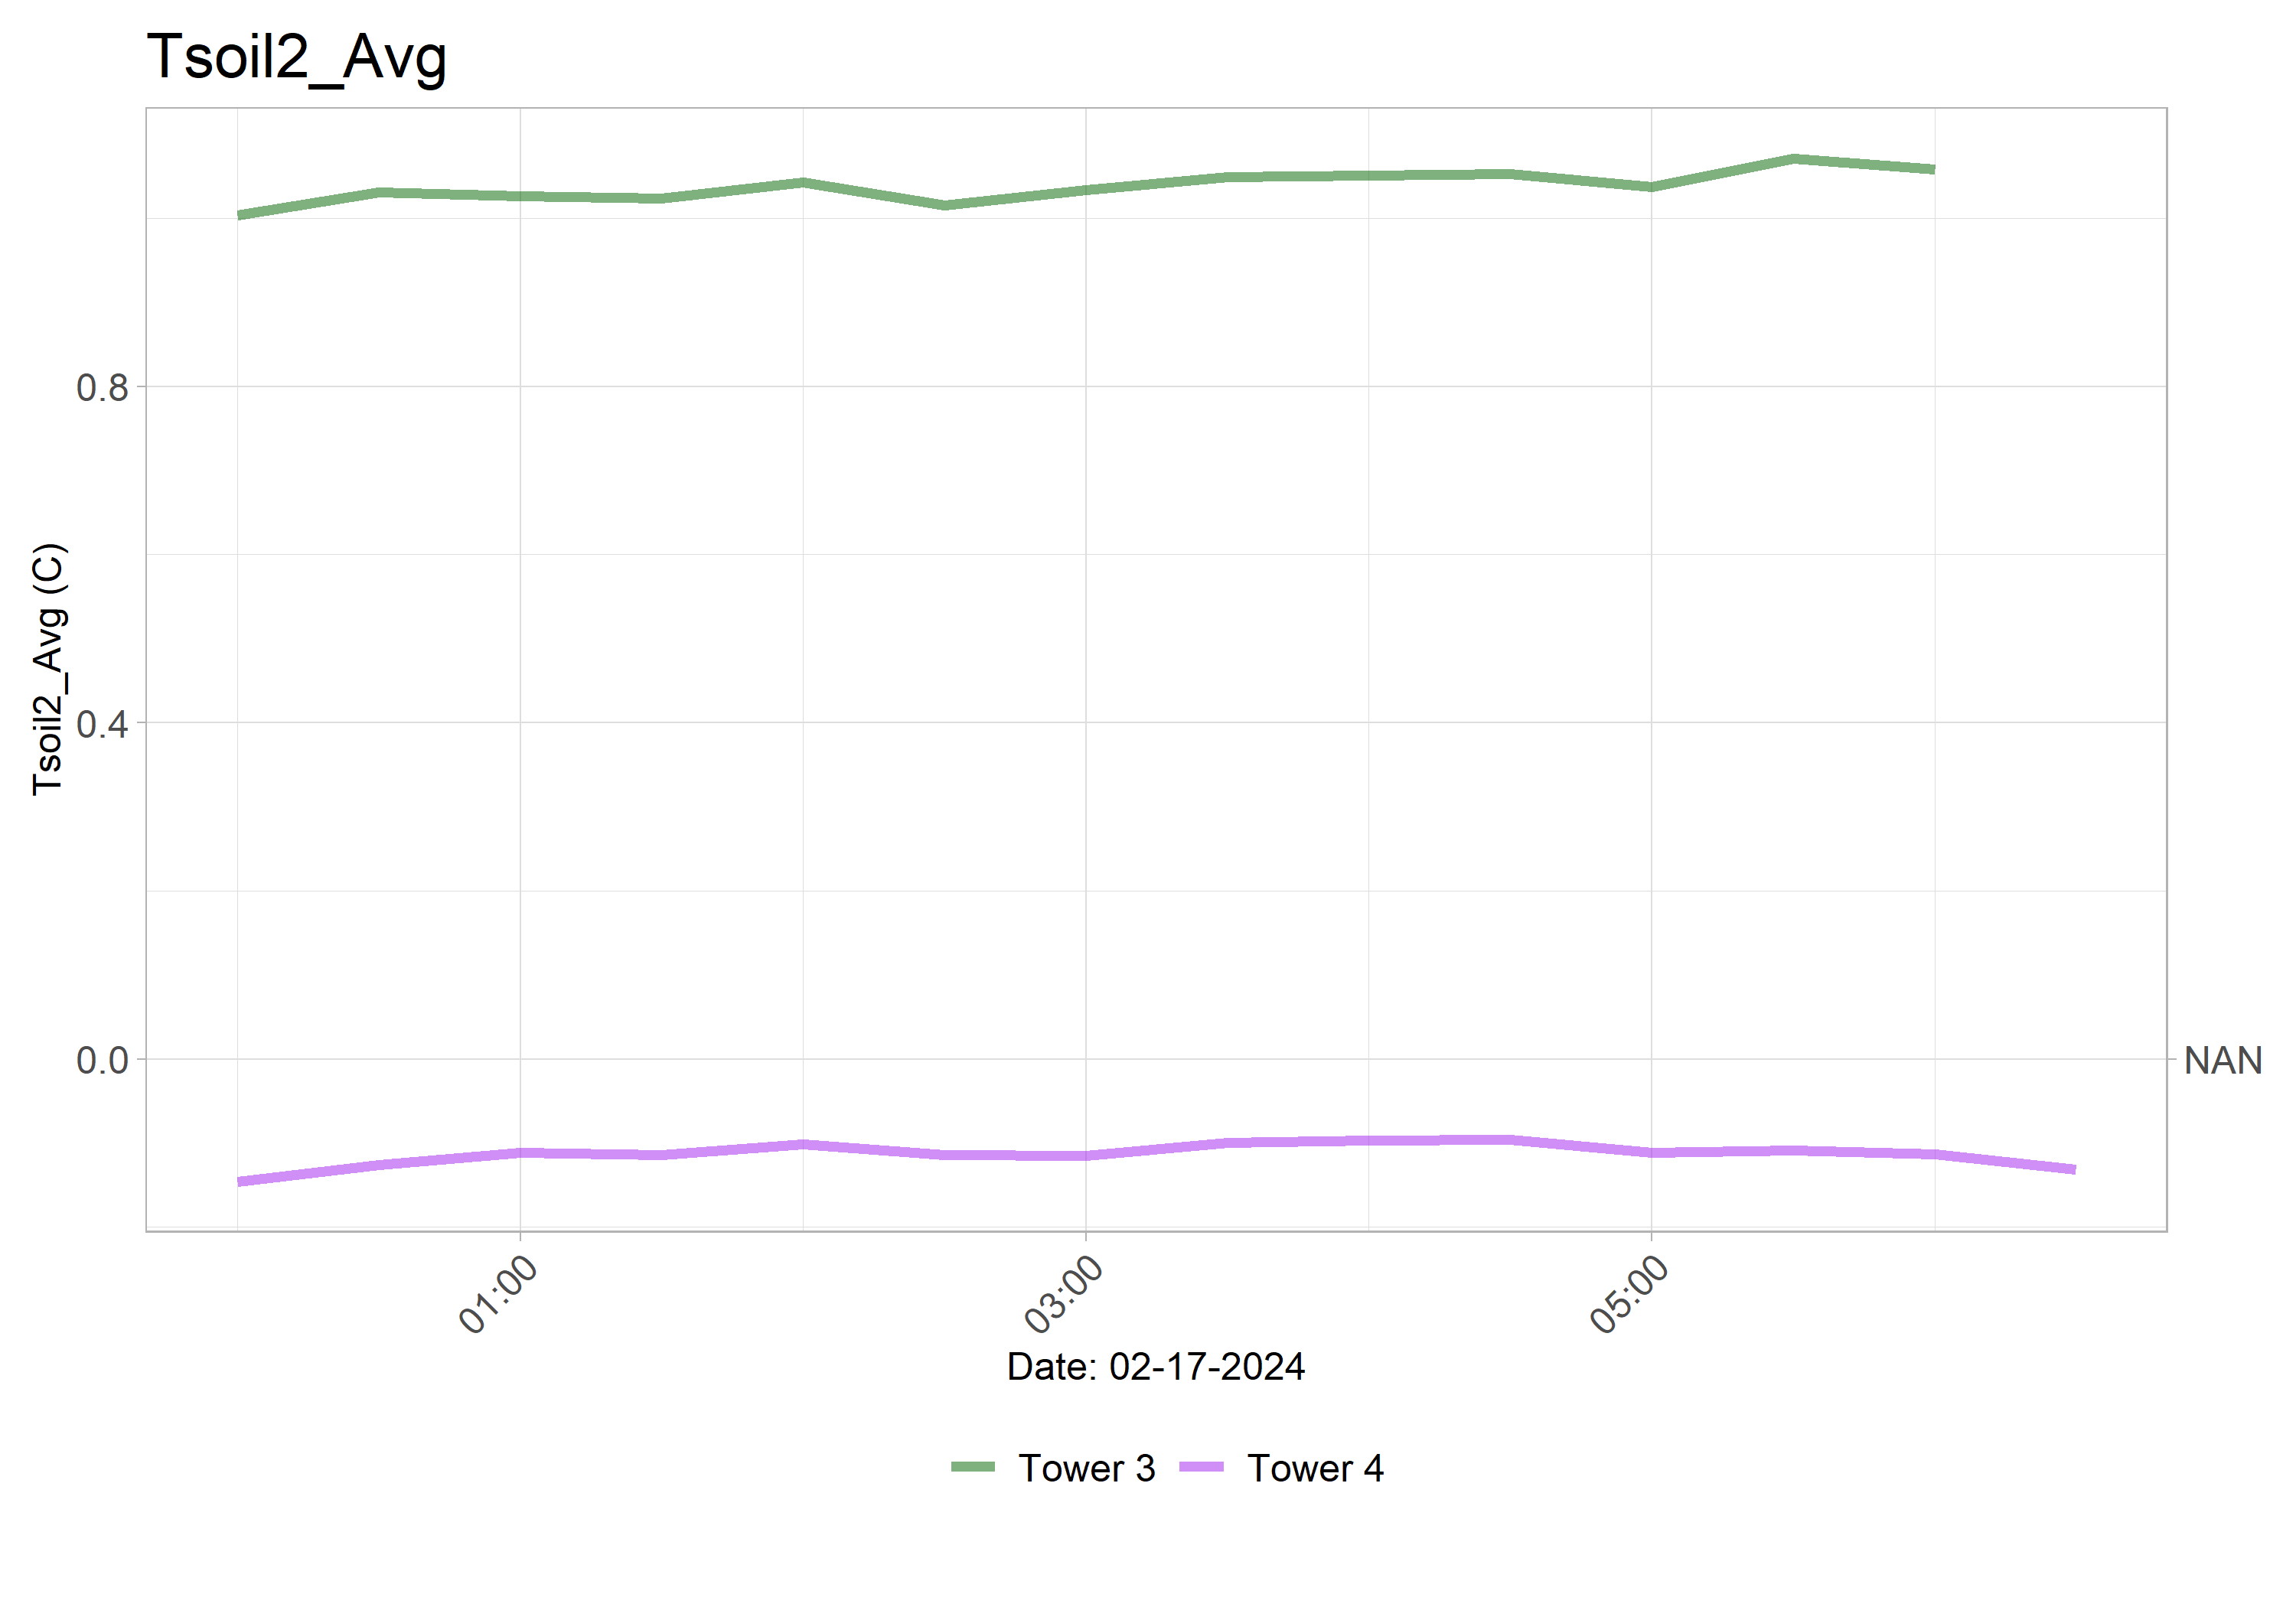 Tsoil2_Avg
Tsoil2_Avg (C)
0.8
0.4
0.0
NAN
01:00
03:00
05:00
Date: 02-17-2024
Tower 3
Tower 4